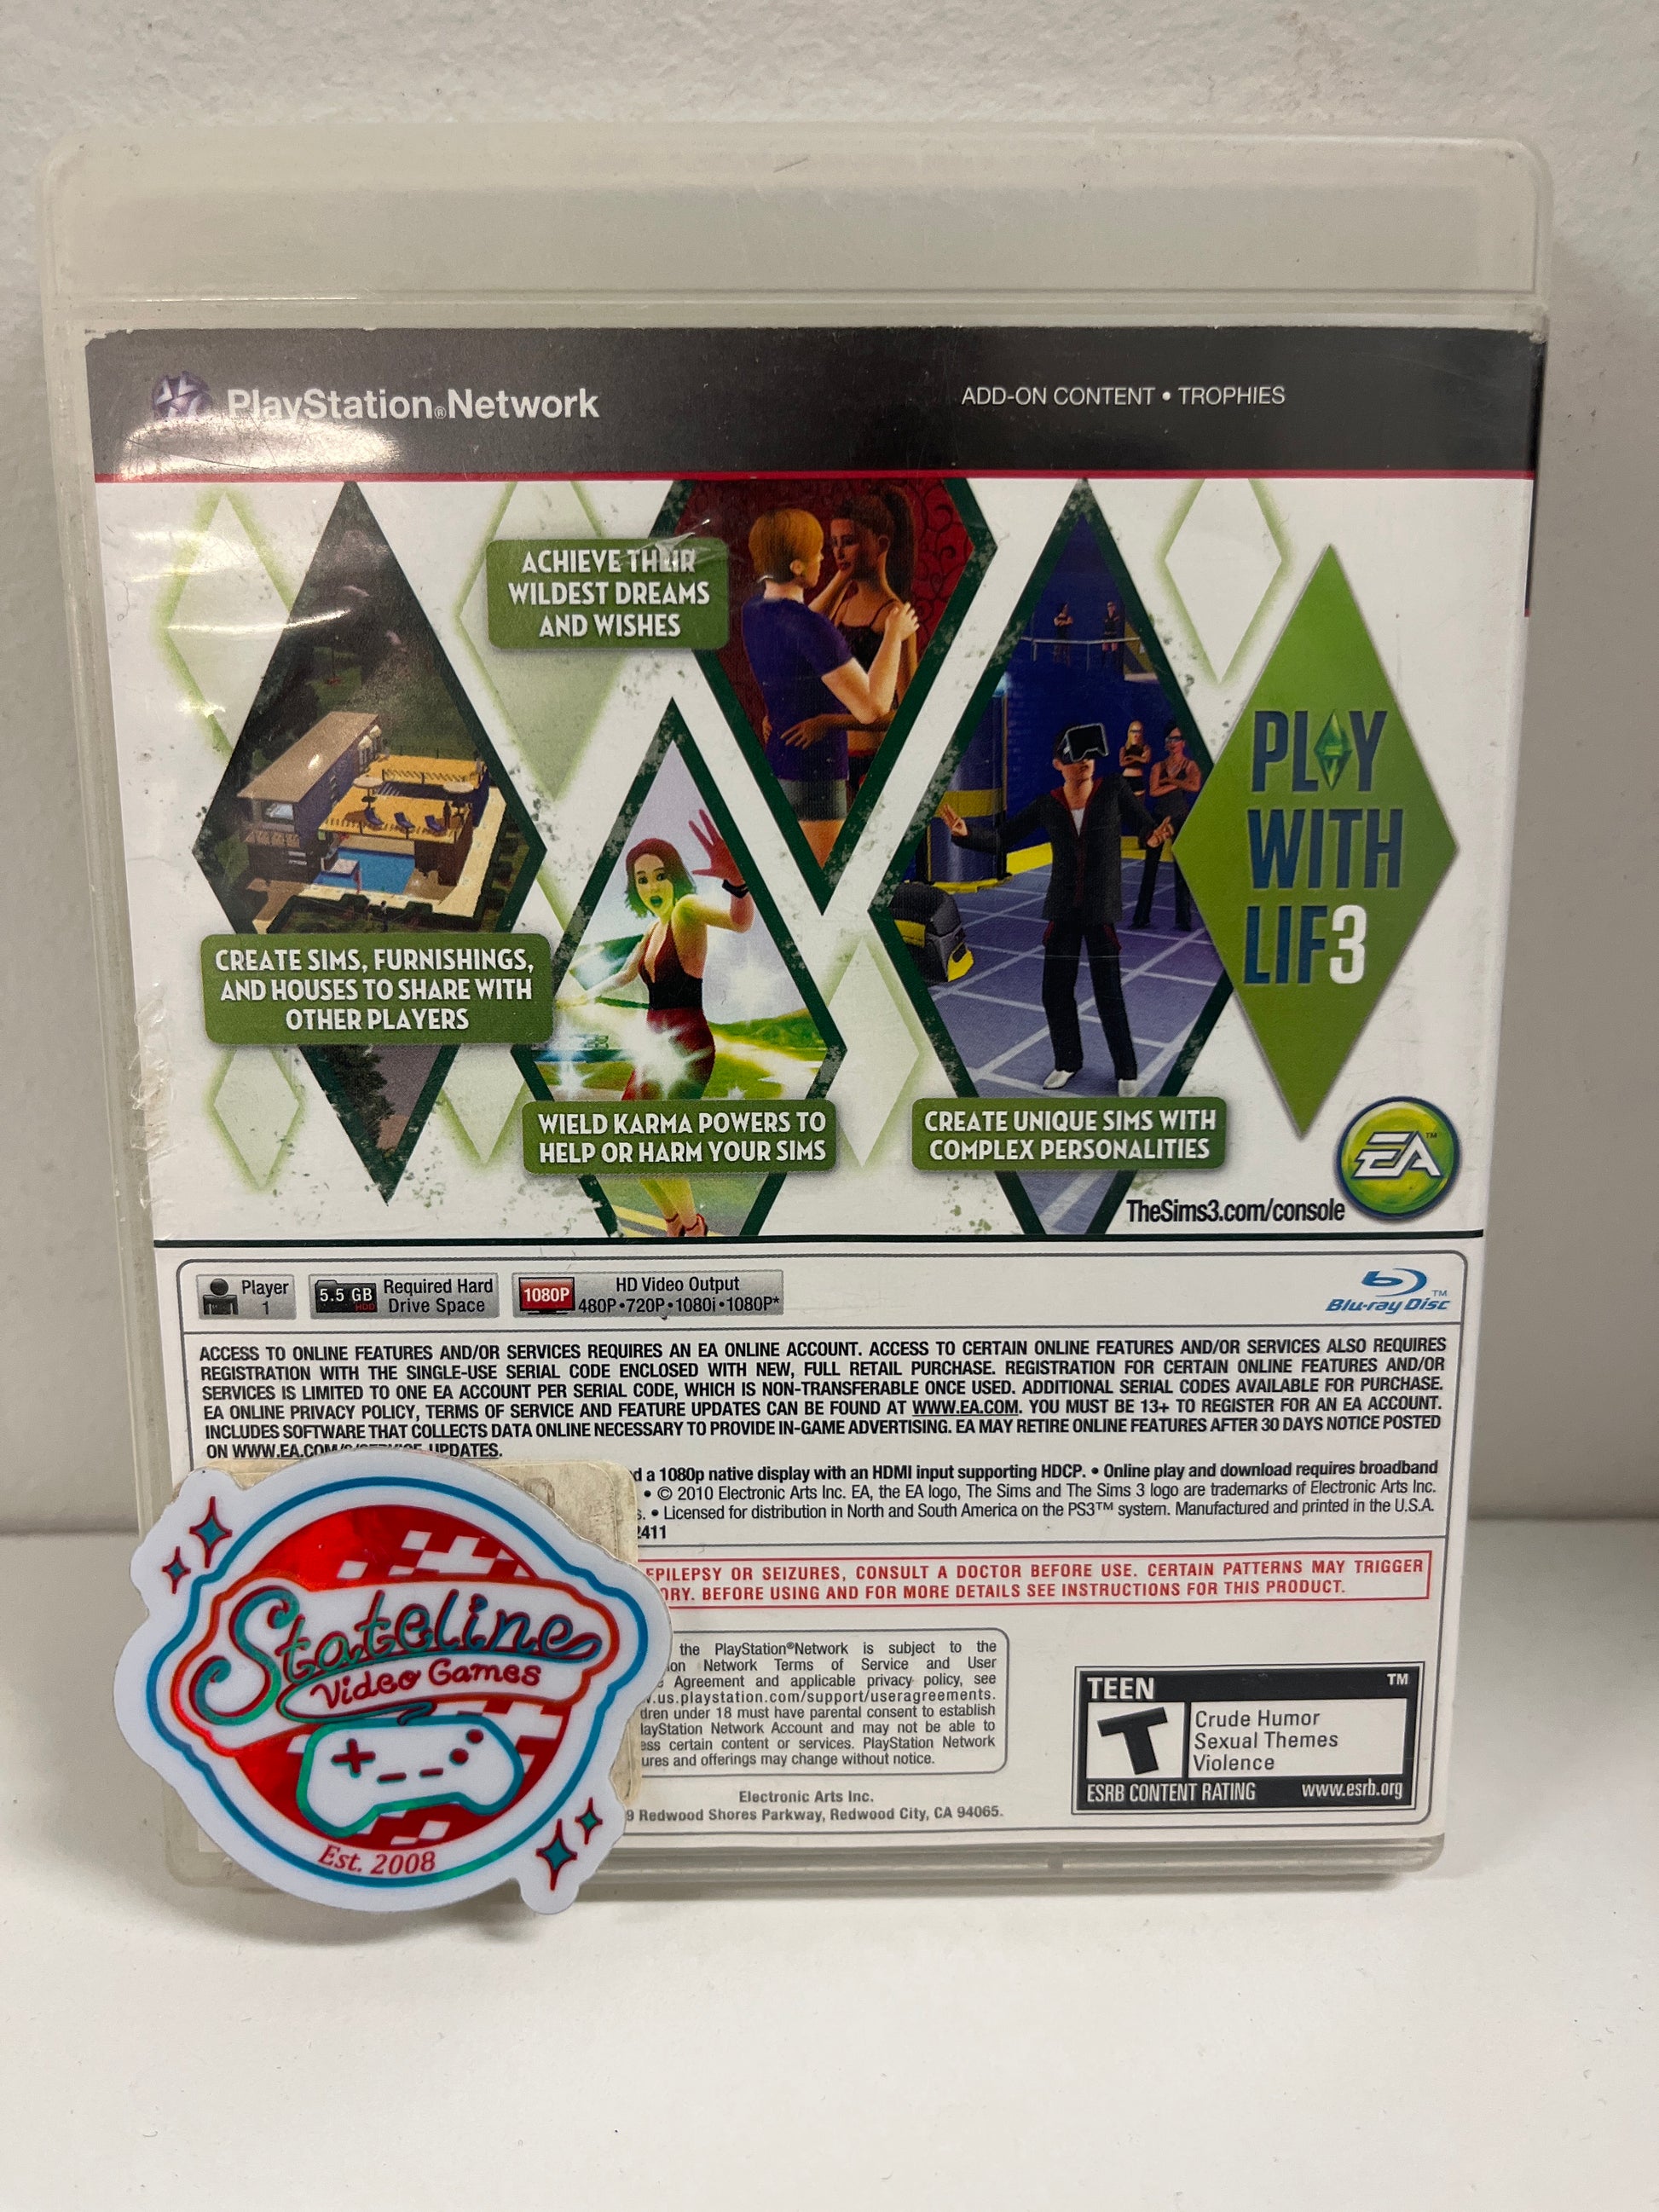 PlayStation®Network
ADD-ON CONTENT • TROPHIES
ACHIEVE THEIR
WILDEST DREAMS
AND WISHES
PLAY
WITH
LIF3
CREATE SIMS, FURNISHINGS,
AND HOUSES TO SHARE WITH
OTHER PLAYERS
WIELD KARMA POWERS TO
HELP OR HARM YOUR SIMS
CREATE UNIQUE SIMS WITH
COMPLEX PERSONALITIES
EA™
TheSims3.com/console
Player
1
5.5 GB
HDD
Required Hard
Drive Space
1080P
HD Video Output
480P•720P•1080i•1080P*
Blu-ray Disc™
ACCESS TO ONLINE FEATURES AND/OR SERVICES REQUIRES AN EA ONLINE ACCOUNT. ACCESS TO CERTAIN ONLINE FEATURES AND/OR SERVICES ALSO REQUIRES
REGISTRATION WITH THE SINGLE-USE SERIAL CODE ENCLOSED WITH NEW, FULL RETAIL PURCHASE. REGISTRATION FOR CERTAIN ONLINE FEATURES AND/OR
SERVICES IS LIMITED TO ONE EA ACCOUNT PER SERIAL CODE, WHICH IS NON-TRANSFERABLE ONCE USED. ADDITIONAL SERIAL CODES AVAILABLE FOR PURCHASE.
EA ONLINE PRIVACY POLICY, TERMS OF SERVICE AND FEATURE UPDATES CAN BE FOUND AT WWW.EA.COM. YOU MUST BE 13+ TO REGISTER FOR AN EA ACCOUNT.
INCLUDES SOFTWARE THAT COLLECTS DATA ONLINE NECESSARY TO PROVIDE IN-GAME ADVERTISING. EA MAY RETIRE ONLINE FEATURES AFTER 30 DAYS NOTICE POSTED
ON UPDATES.
a 1080p native display with an HDMI input supporting HDCP. • Online play and download requires broadband
• © 2010 Electronic Arts Inc. EA, the EA logo, The Sims and The Sims 3 logo are trademarks of Electronic Arts Inc.
• Licensed for distribution in North and South America on the PS3™ system. Manufactured and printed in the U.S.A.
2411
EPILEPSY OR SEIZURES, CONSULT A DOCTOR BEFORE USE. CERTAIN PATTERNS MAY TRIGGER
BEFORE USING AND FOR MORE DETAILS SEE INSTRUCTIONS FOR THIS PRODUCT.
the PlayStation®Network is subject to the
Network Terms of Service and User
Agreement and applicable privacy policy, see
.us.playstation.com/support/useragreements.
under 18 must have parental consent to establish
Network Account and may not be able to
certain content or services. PlayStation Network
and offerings may change without notice.
Electronic Arts Inc.
9 Redwood Shores Parkway, Redwood City, CA 94065.
TEEN ™
T
Crude Humor
Sexual Themes
Violence
ESRB CONTENT RATING www.esrb.org
Stateline
Video Games
Est. 2008